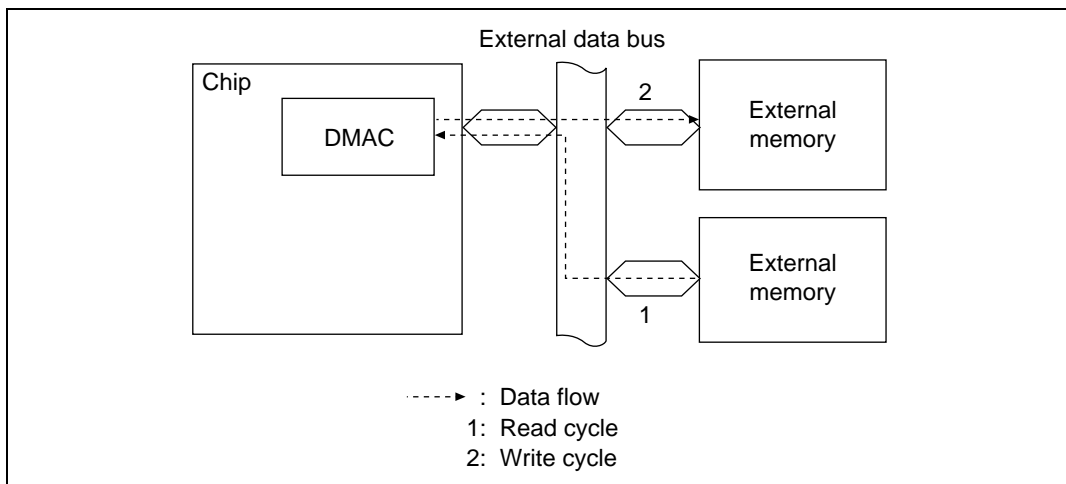 External data bus
Chip
DMAC
2
External
memory
External
memory
1
: Data flow
1: Read cycle
2: Write cycle